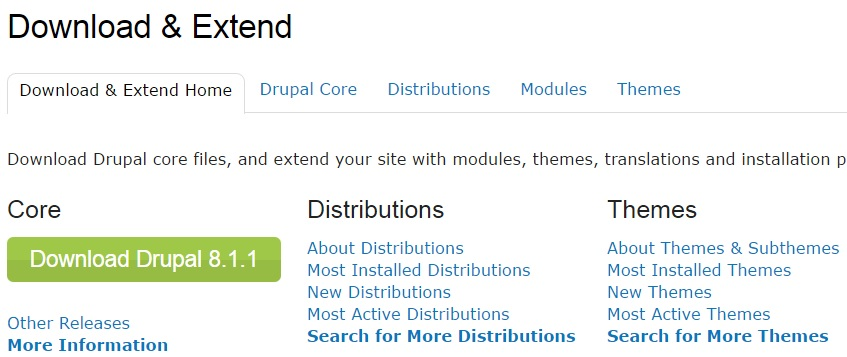 Download & Extend
Download & Extend Home
Drupal Core
Distributions
Modules
Themes
Download Drupal core files, and extend your site with modules, themes, translations and installation
Core
Download Drupal 8.1.1
Other Releases
More Information
Distributions
About Distributions
Most Installed Distributions
New Distributions
Most Active Distributions
Search for More Distributions
Themes
About Themes & Subthemes
Most Installed Themes
New Themes
Most Active Themes
Search for More Themes